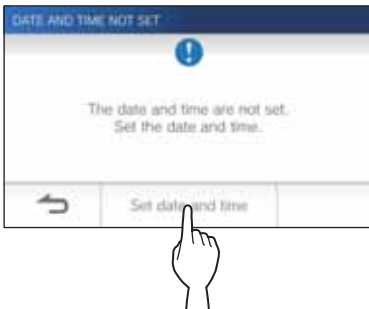 DATE AND TIME NOT SET
The date and time are not set.
Set the date and time.
Set date and time